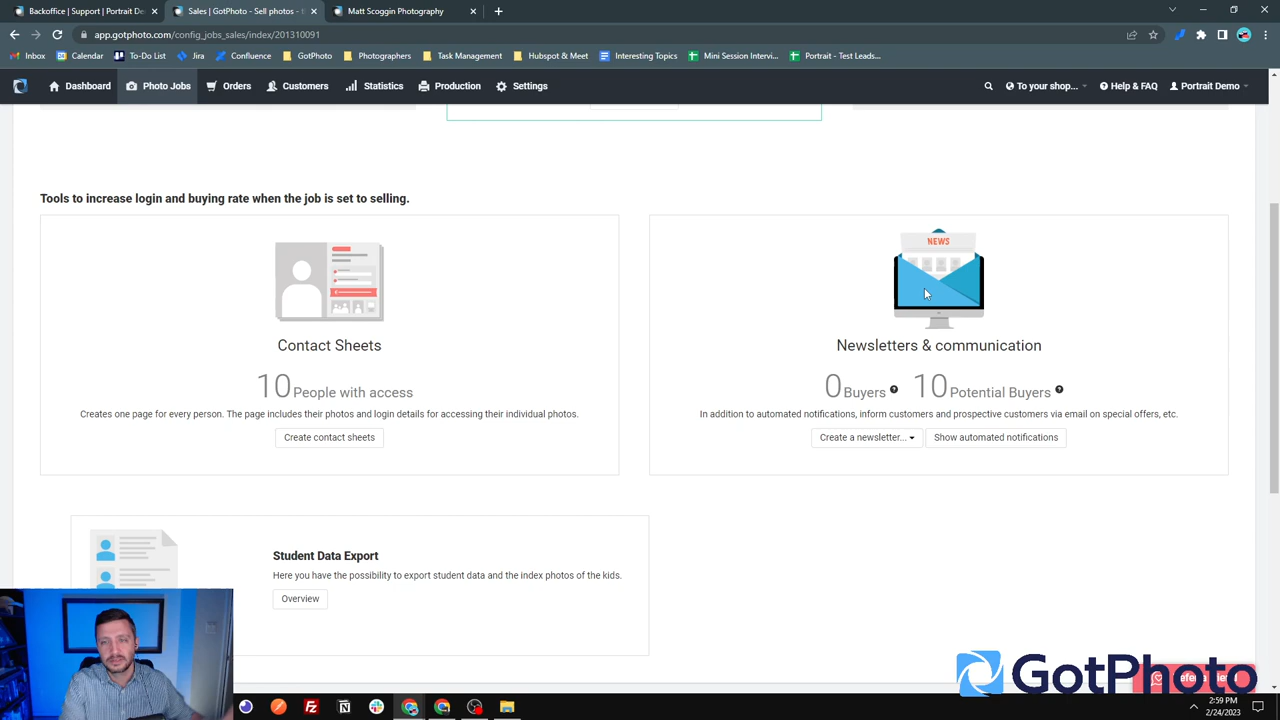 Backoffice | Support | Portrait De
Sales | GotPhoto - Sell photos -
Matt Scoggin Photography
app.gotphoto.com/config_jobs_sales/index/201310091
Inbox
Calendar
To-Do List
Jira
Confluence
GotPhoto
Photographers
Task Management
Hubspot & Meet
Interesting Topics
Mini Session Intervi...
Portrait - Test Leads...
Dashboard
Photo Jobs
Orders
Customers
Statistics
Production
Settings
To your shop...
Help & FAQ
Portrait Demo
Tools to increase login and buying rate when the job is set to selling.
NEWS
Contact Sheets
10 People with access
Creates one page for every person. The page includes their photos and login details for accessing their individual photos.
Create contact sheets
Newsletters & communication
0 Buyers 10 Potential Buyers
In addition to automated notifications, inform customers and prospective customers via email on special offers, etc.
Create a newsletter...
Show automated notifications
Student Data Export
Here you have the possibility to export student data and the index photos of the kids.
Overview
GotPhoto
2:59 PM
2/24/2023